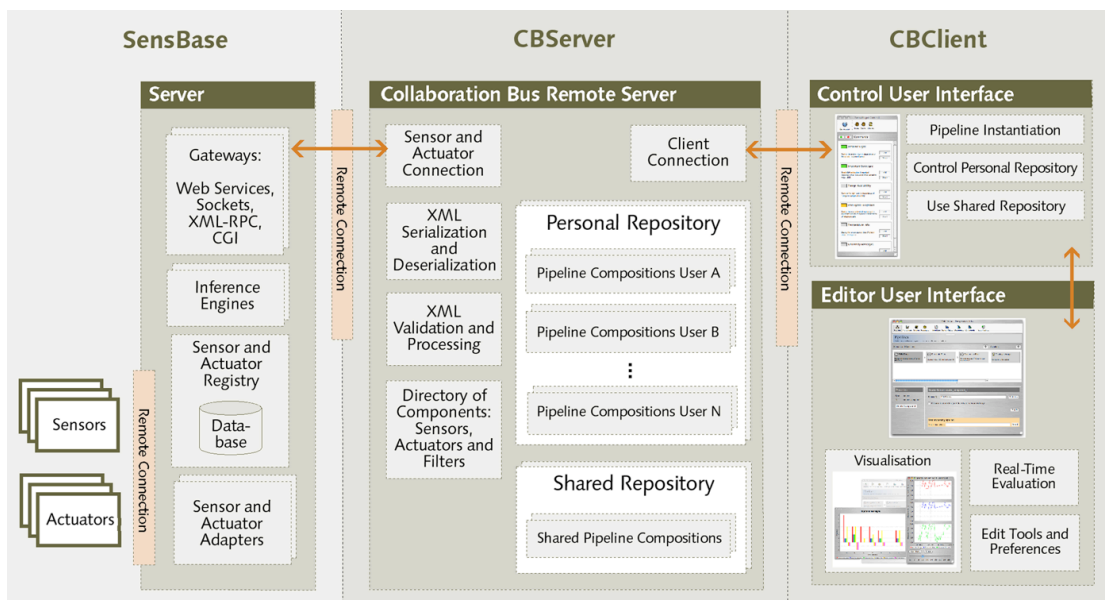 SensBase
CBServer
CBClient
Server
Gateways:
Web Services,
Sockets,
XML-RPC,
CGI
Inference
Engines
Sensor and
Actuator
Registry
Data-
base
Sensor and
Actuator
Adapters
Sensors
Actuators
Remote Connection
Remote Connection
Collaboration Bus Remote Server
Sensor and
Actuator
Connection
Client
Connection
XML
Serialization
and
Deserialization
XML
Validation and
Processing
Directory of
Components:
Sensors,
Actuators and
Filters
Personal Repository
Pipeline Compositions User A
Pipeline Compositions User B
⋮
Pipeline Compositions User N
Shared Repository
Shared Pipeline Compositions
Remote Connection
Control User Interface
Pipeline Instantiation
Control Personal Repository
Use Shared Repository
Editor User Interface
Visualisation
Real-Time
Evaluation
Edit Tools and
Preferences